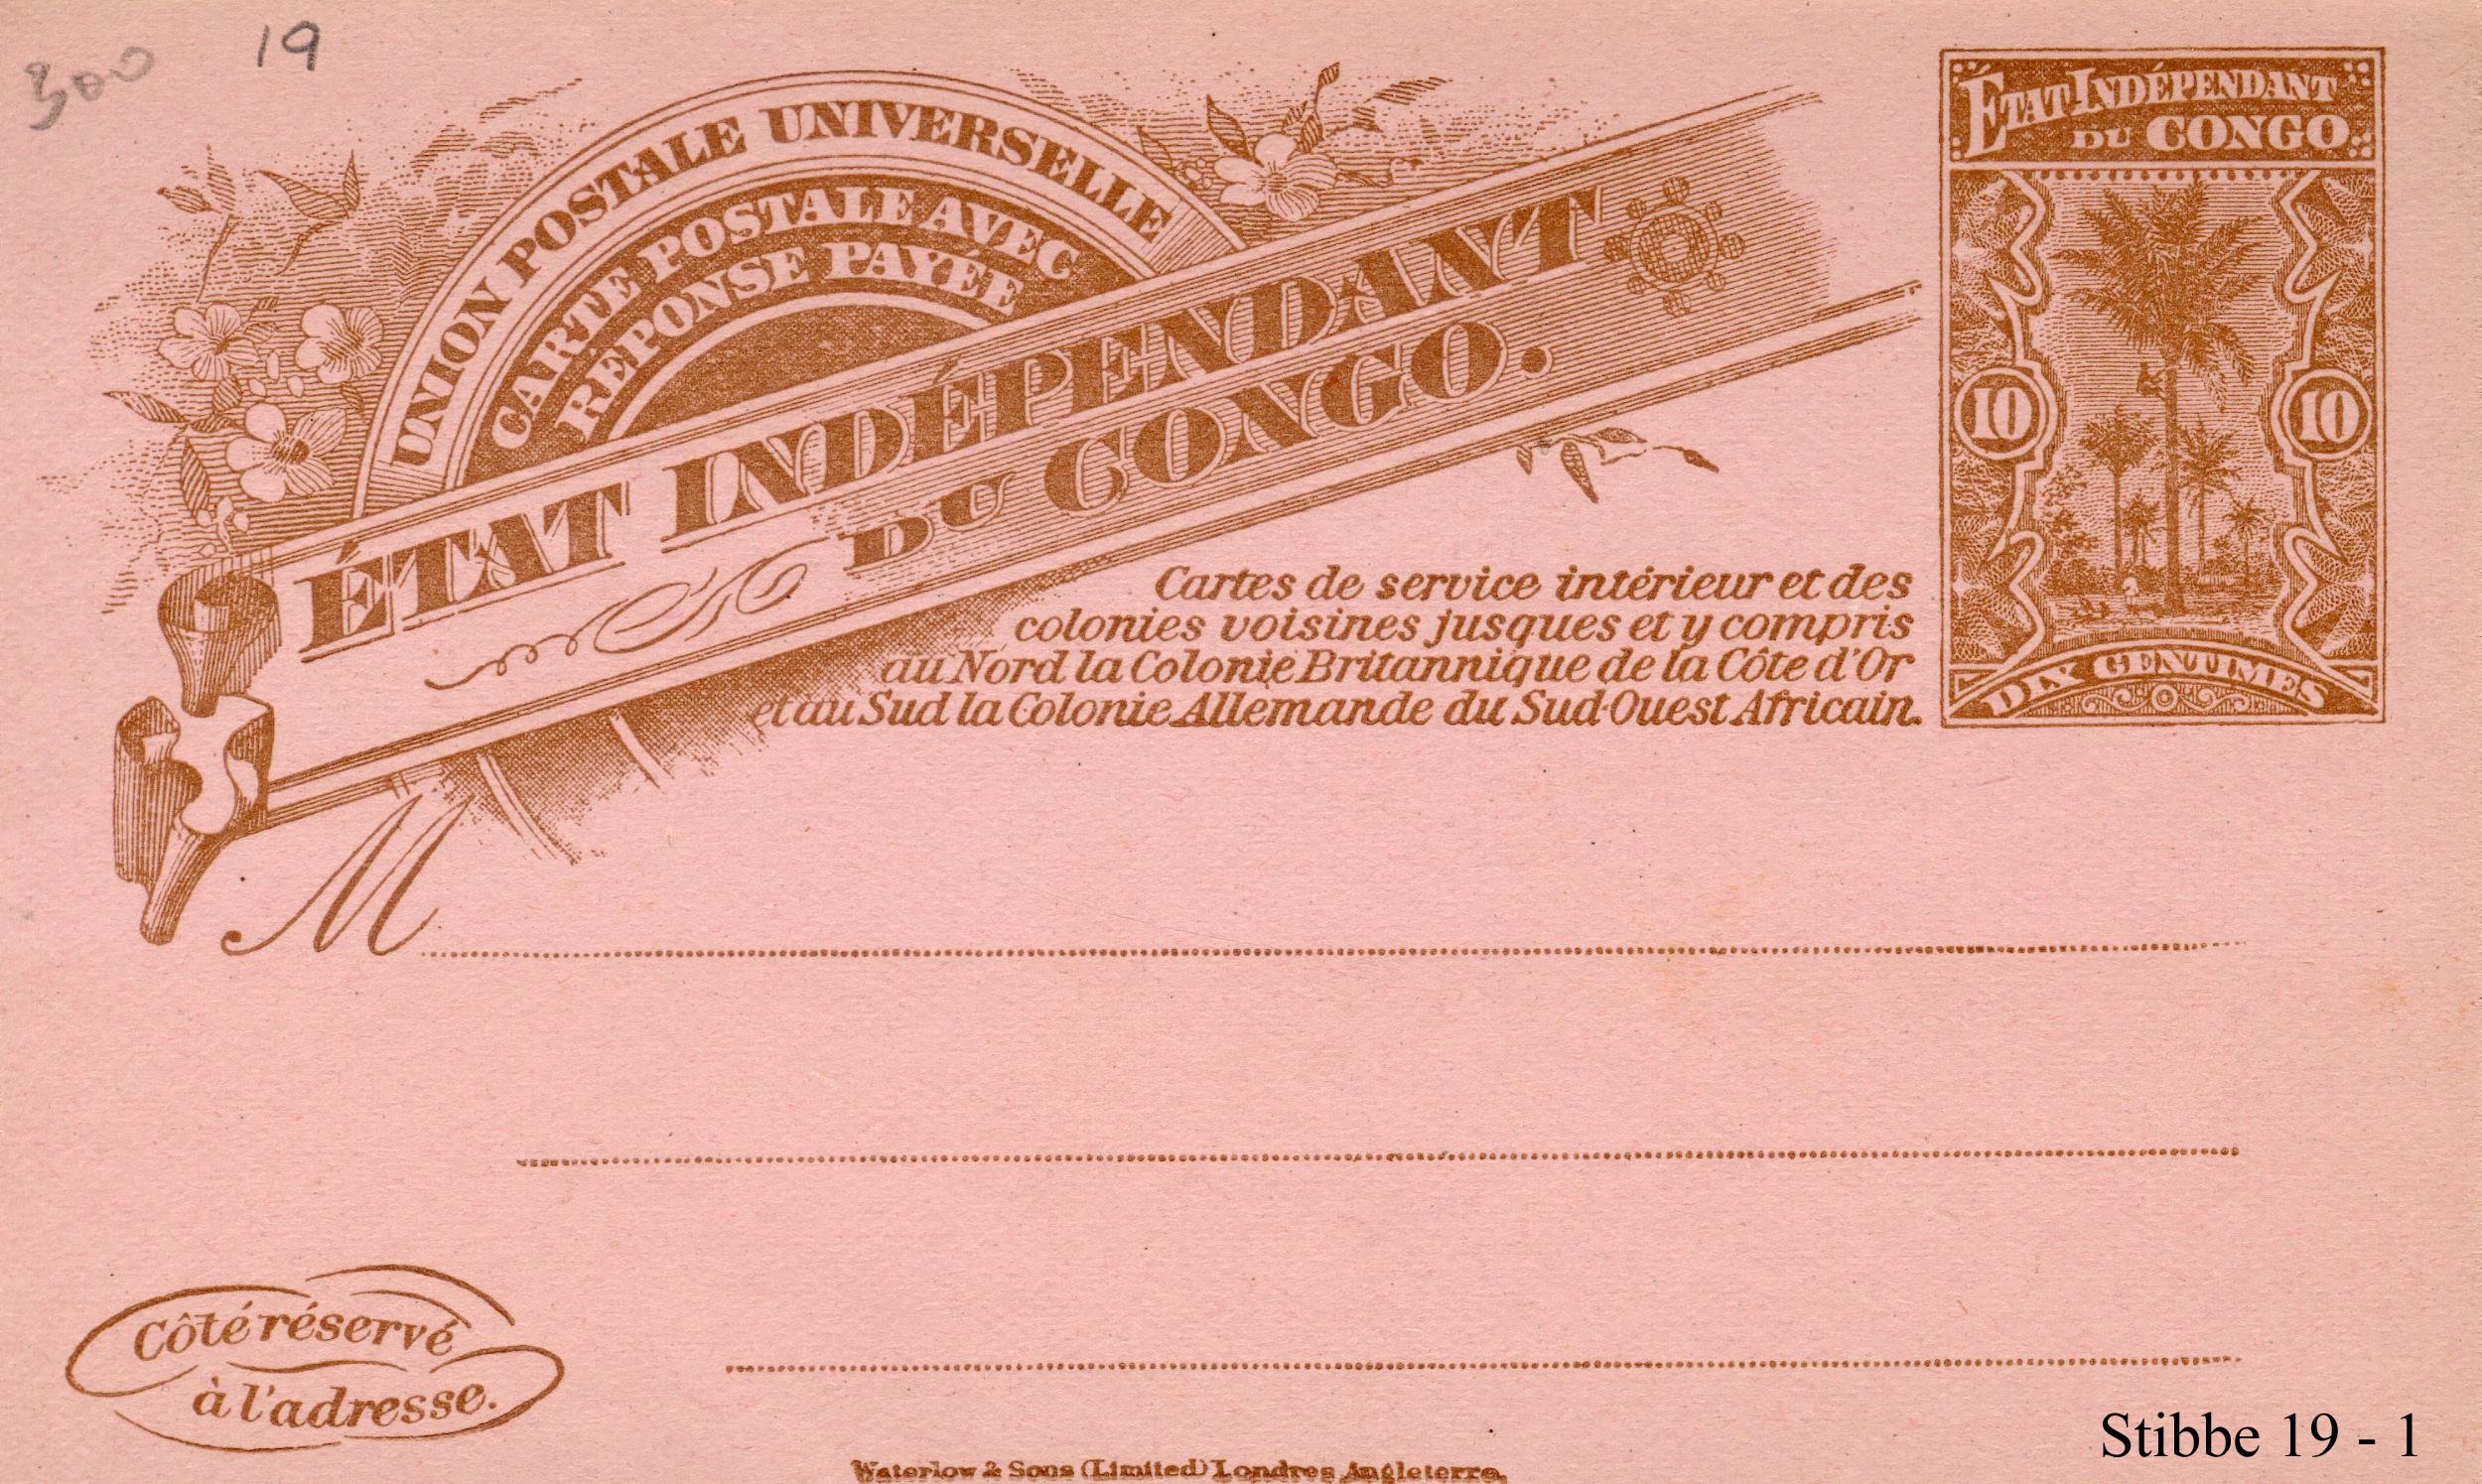 300 19
UNION POSTALE UNIVERSELLE
CARTE POSTALE AVEC
REPONSE PAYÉE
ÉTAT INDÉPENDANT
DU CONGO.
ÉTAT INDÉPENDANT
DU CONGO
10 10
DIX CENTIMES
Cartes de service intérieur et des
colonies voisines jusques et y compris
au Nord la Colonie Britannique de la Côte d'Or
et au Sud la Colonie Allemande du Sud-Ouest Africain.
M
Côté réservé
à l'adresse.
Waterlow & Sons (Limited) Londres Angleterre.
Stibbe 19 - 1